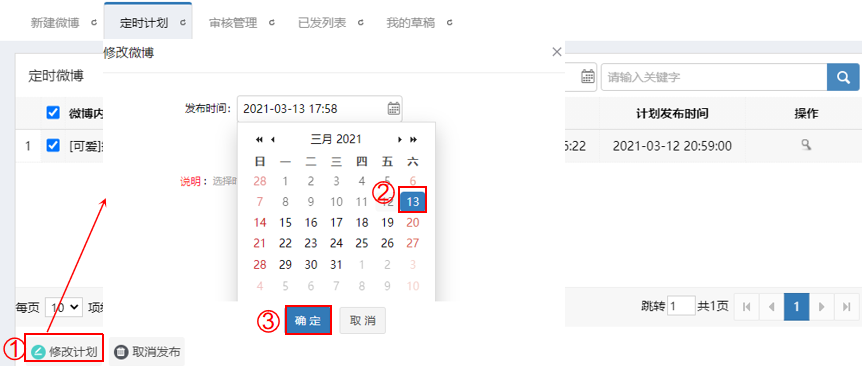 新建微博 定时计划 审核管理 已发列表 我的草稿
修改微博
定时微博 请输入关键字
发布时间： 2021-03-13 17:58
微博内 计划发布时间 操作
三月 2021
1 [可爱] 5:22 2021-03-12 20:59:00
日 一 二 三 四 五 六
说明： 选择
28 1 2 3 4 5 6
②
7 8 9 10 11 12 13
14 15 16 17 18 19 20
21 22 23 24 25 26 27
28 29 30 31 1 2 3
4 5 6 7 8 9 10
每页 10 项 跳转 1 共1页 1
③ 确定 取消
① 修改计划 取消发布